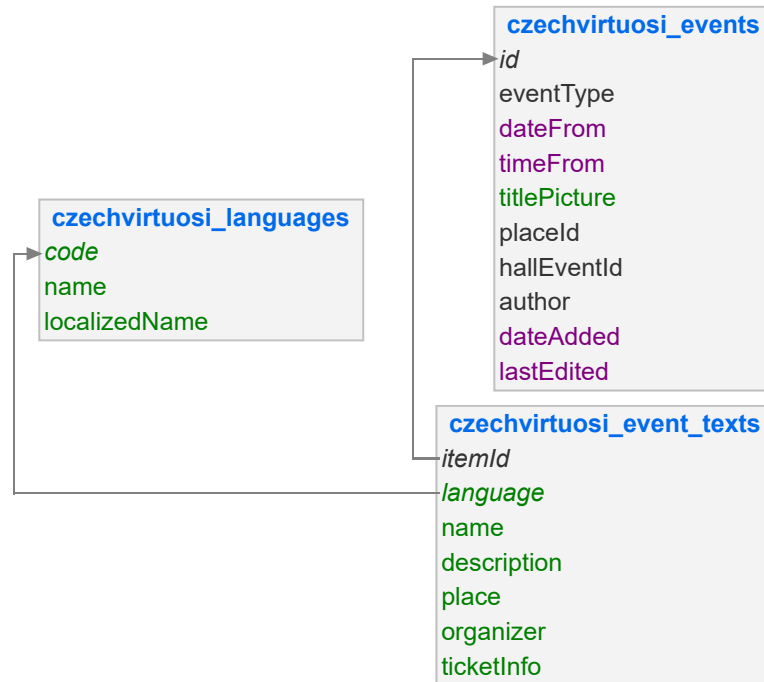 czechvirtuosi_events
id
eventType
dateFrom
timeFrom
titlePicture
placeId
hallEventId
author
dateAdded
lastEdited
czechvirtuosi_languages
code
name
localizedName
czechvirtuosi_event_texts
itemId
language
name
description
place
organizer
ticketInfo